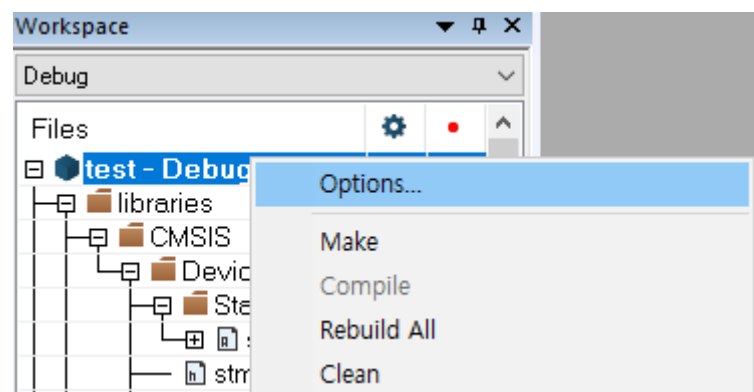 Workspace
Debug
Files
test - Debug
Options...
libraries
Make
CMSIS
Compile
Rebuild All
Clean